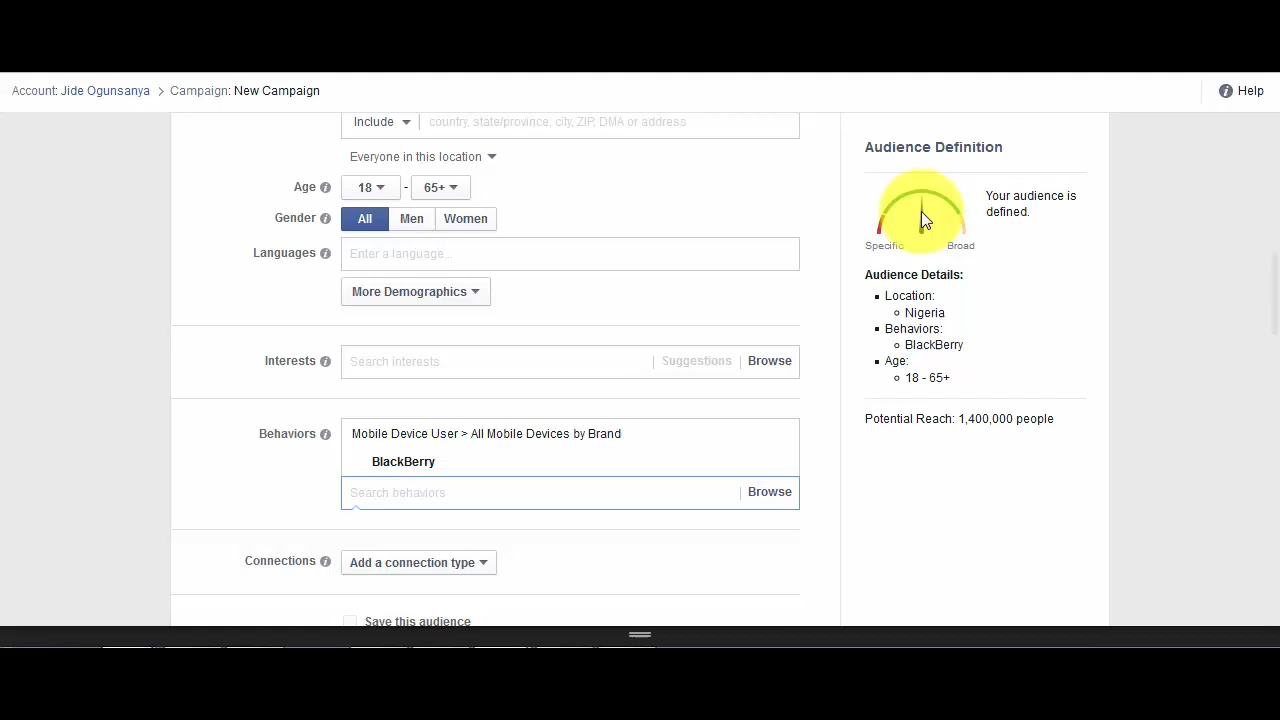 Account: Jide Ogunsanya > Campaign: New Campaign
Help
Include country, state/province, city, ZIP, DMA or address
Everyone in this location
Age 18 - 65+
Gender All Men Women
Languages Enter a language...
More Demographics
Interests Search interests | Suggestions | Browse
Behaviors Mobile Device User > All Mobile Devices by Brand
BlackBerry
Search behaviors | Browse
Connections Add a connection type
Save this audience
Audience Definition
Your audience is
defined.
Specific Broad
Audience Details:
Location:
Nigeria
Behaviors:
BlackBerry
Age:
18 - 65+
Potential Reach: 1,400,000 people